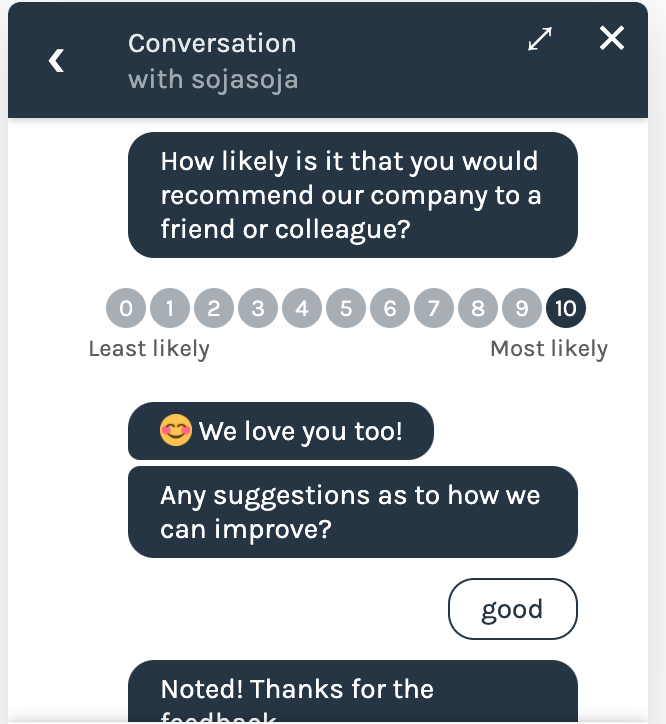 Conversation
with sojasoja
How likely is it that you would
recommend our company to a
friend or colleague?
0 1 2 3 4 5 6 7 8 9 10
Least likely Most likely
😊 We love you too!
Any suggestions as to how we
can improve?
good
Noted! Thanks for the
feedback